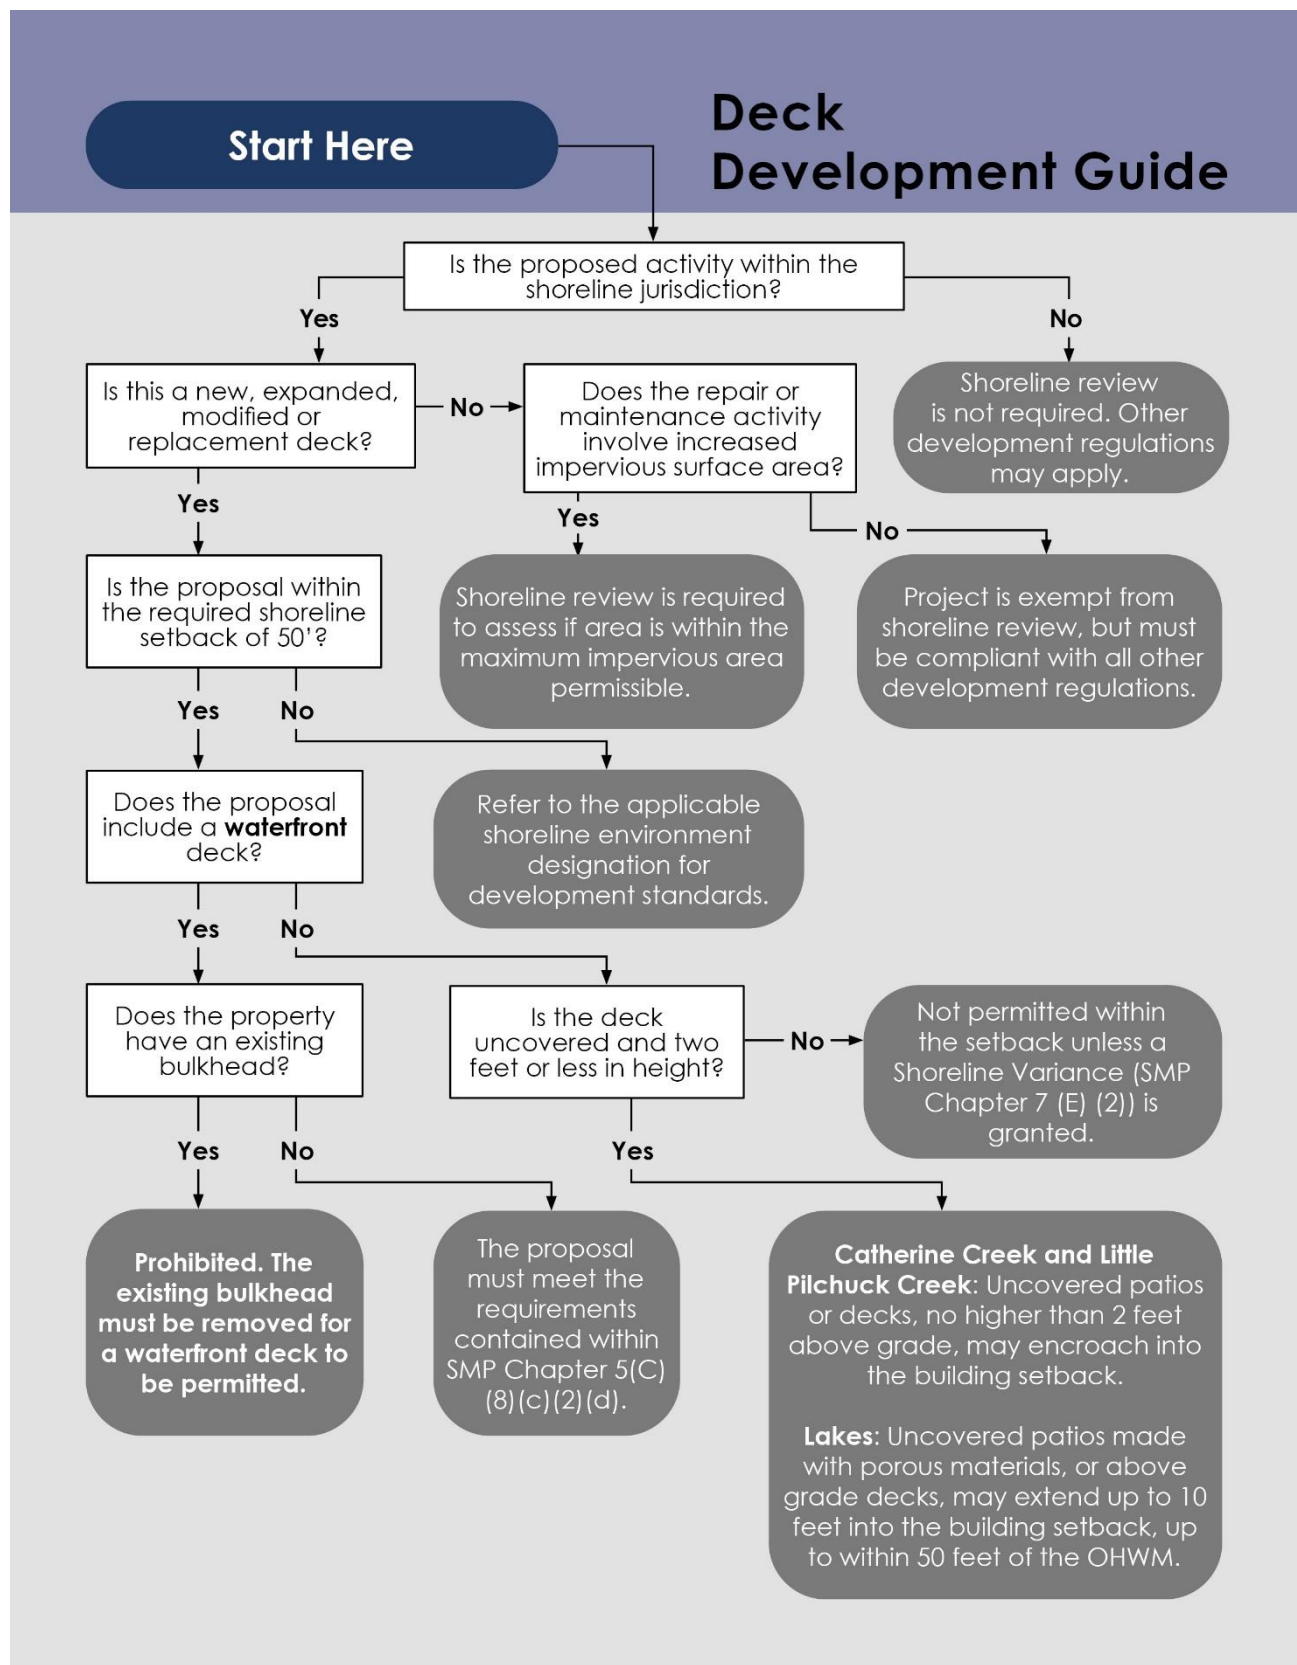 Start Here
Deck
Development Guide
Is the proposed activity within the
shoreline jurisdiction?
Yes
No
Is this a new, expanded,
modified or
replacement deck?
No
Does the repair or
maintenance activity
involve increased
impervious surface area?
Shoreline review
is not required. Other
development regulations
may apply.
Yes
Yes
No
Is the proposal within
the required shoreline
setback of 50'?
Shoreline review is required
to assess if area is within the
maximum impervious area
permissible.
Project is exempt from
shoreline review, but must
be compliant with all other
development regulations.
Yes
No
Does the proposal
include a waterfront
deck?
Refer to the applicable
shoreline environment
designation for
development standards.
Yes
No
Does the property
have an existing
bulkhead?
Is the deck
uncovered and two
feet or less in height?
No
Not permitted within
the setback unless a
Shoreline Variance (SMP
Chapter 7 (E) (2)) is
granted.
Yes
No
Yes
Prohibited. The
existing bulkhead
must be removed for
a waterfront deck to
be permitted.
The proposal
must meet the
requirements
contained within
SMP Chapter 5(C)
(8)(c)(2)(d).
Catherine Creek and Little
Pilchuck Creek: Uncovered patios
or decks, no higher than 2 feet
above grade, may encroach into
the building setback.
Lakes: Uncovered patios made
with porous materials, or above
grade decks, may extend up to 10
feet into the building setback, up
to within 50 feet of the OHWM.